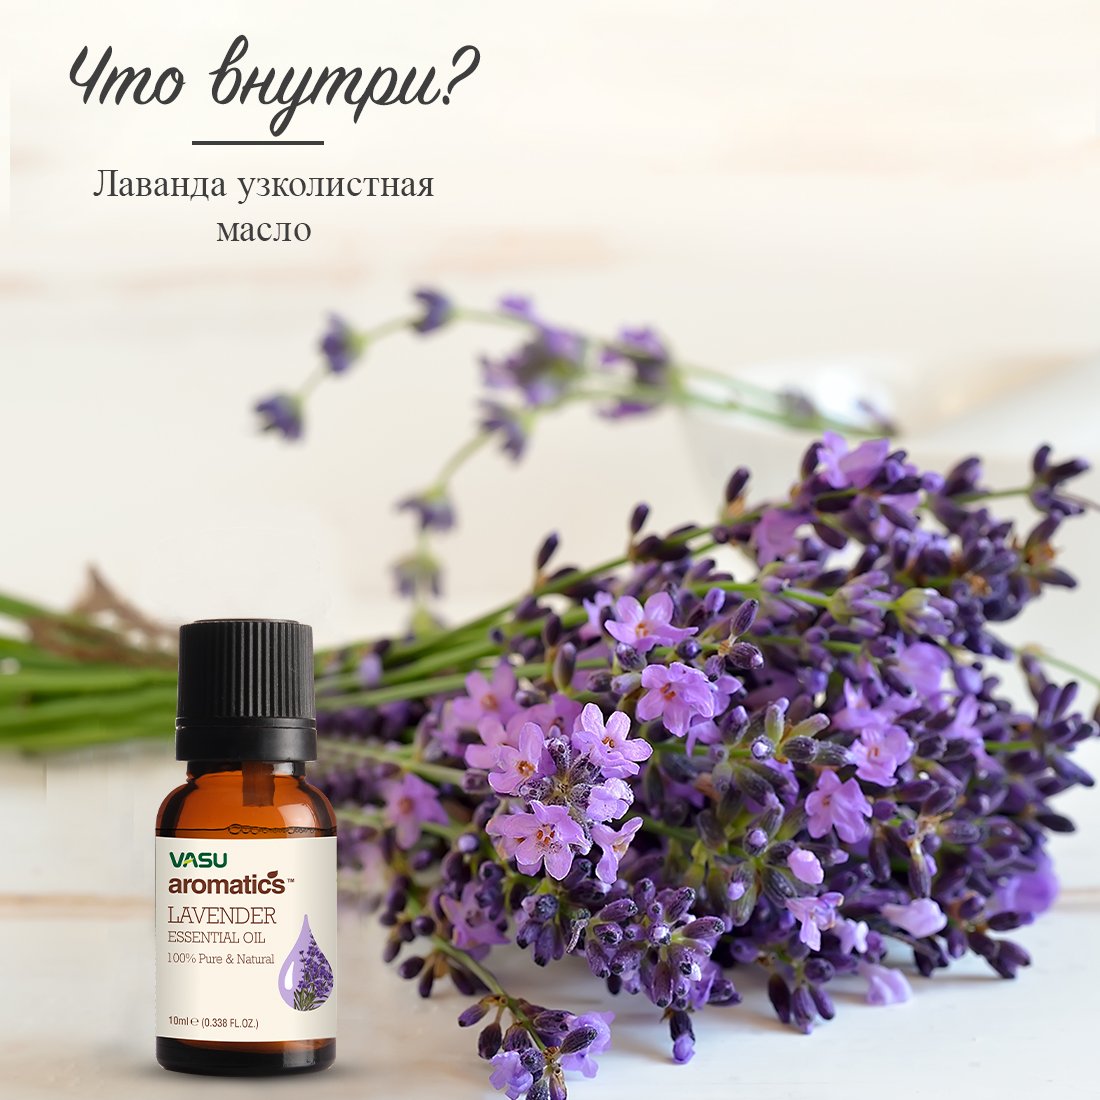 Что внутри?
Лаванда узколистная
масло
VASU
aromatics™
LAVENDER
ESSENTIAL OIL
100% Pure & Natural
10ml ℮ (0.338 FL.OZ.)